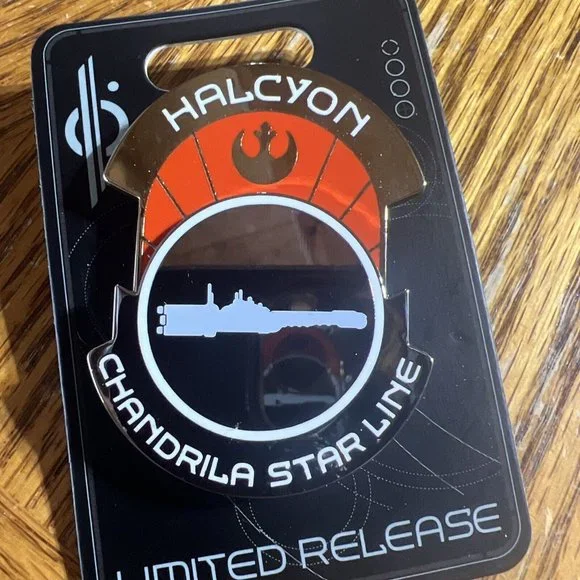 HALCYON
CHANDRILA STAR LINE
LIMITED RELEASE